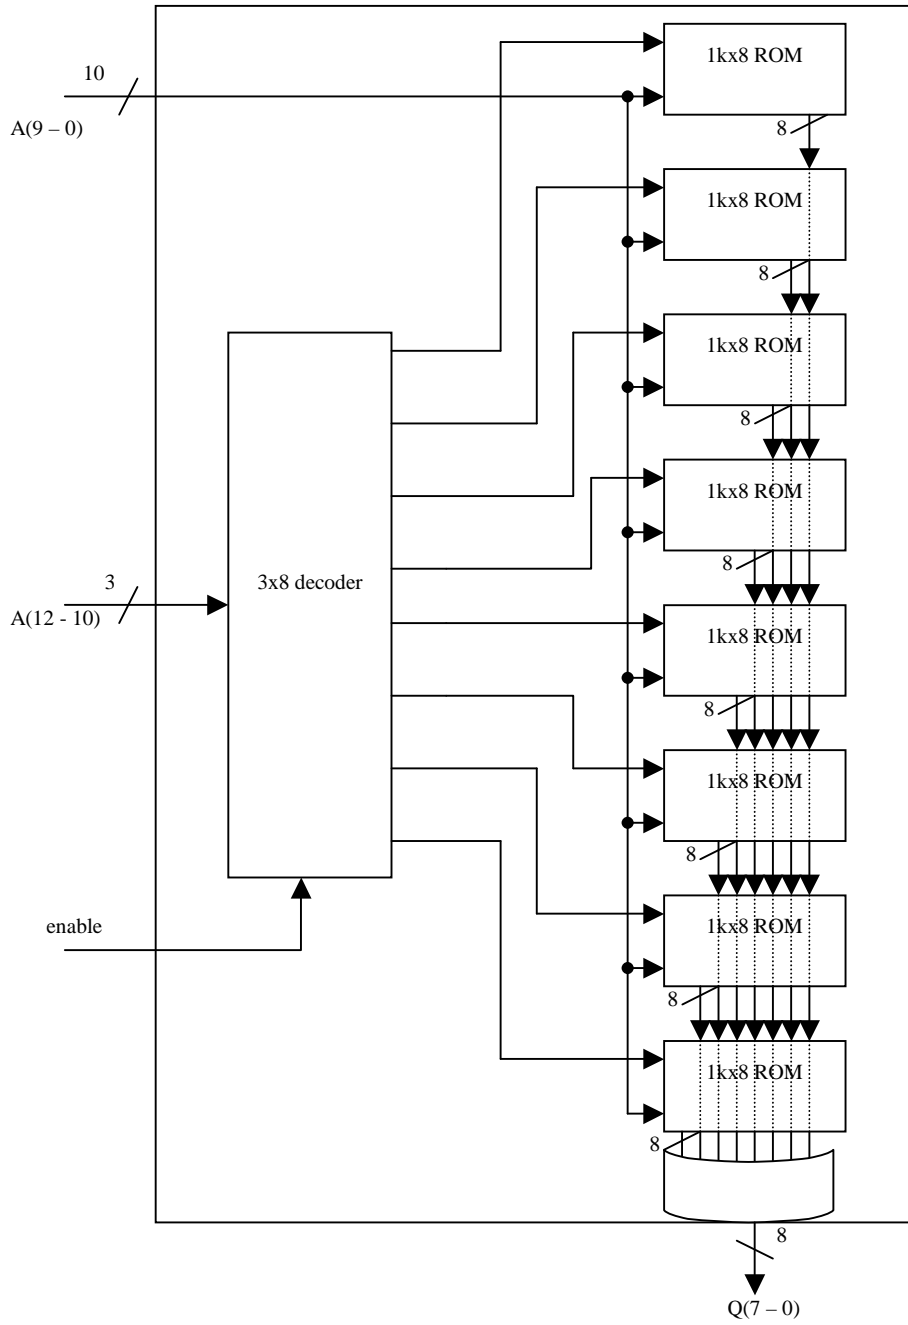 1kx8 ROM
10
A(9 – 0)
8
1kx8 ROM
8
1kx8 ROM
8
1kx8 ROM
8
3x8 decoder
3
A(12 - 10)
1kx8 ROM
8
1kx8 ROM
8
enable
1kx8 ROM
8
1kx8 ROM
8
8
Q(7 – 0)